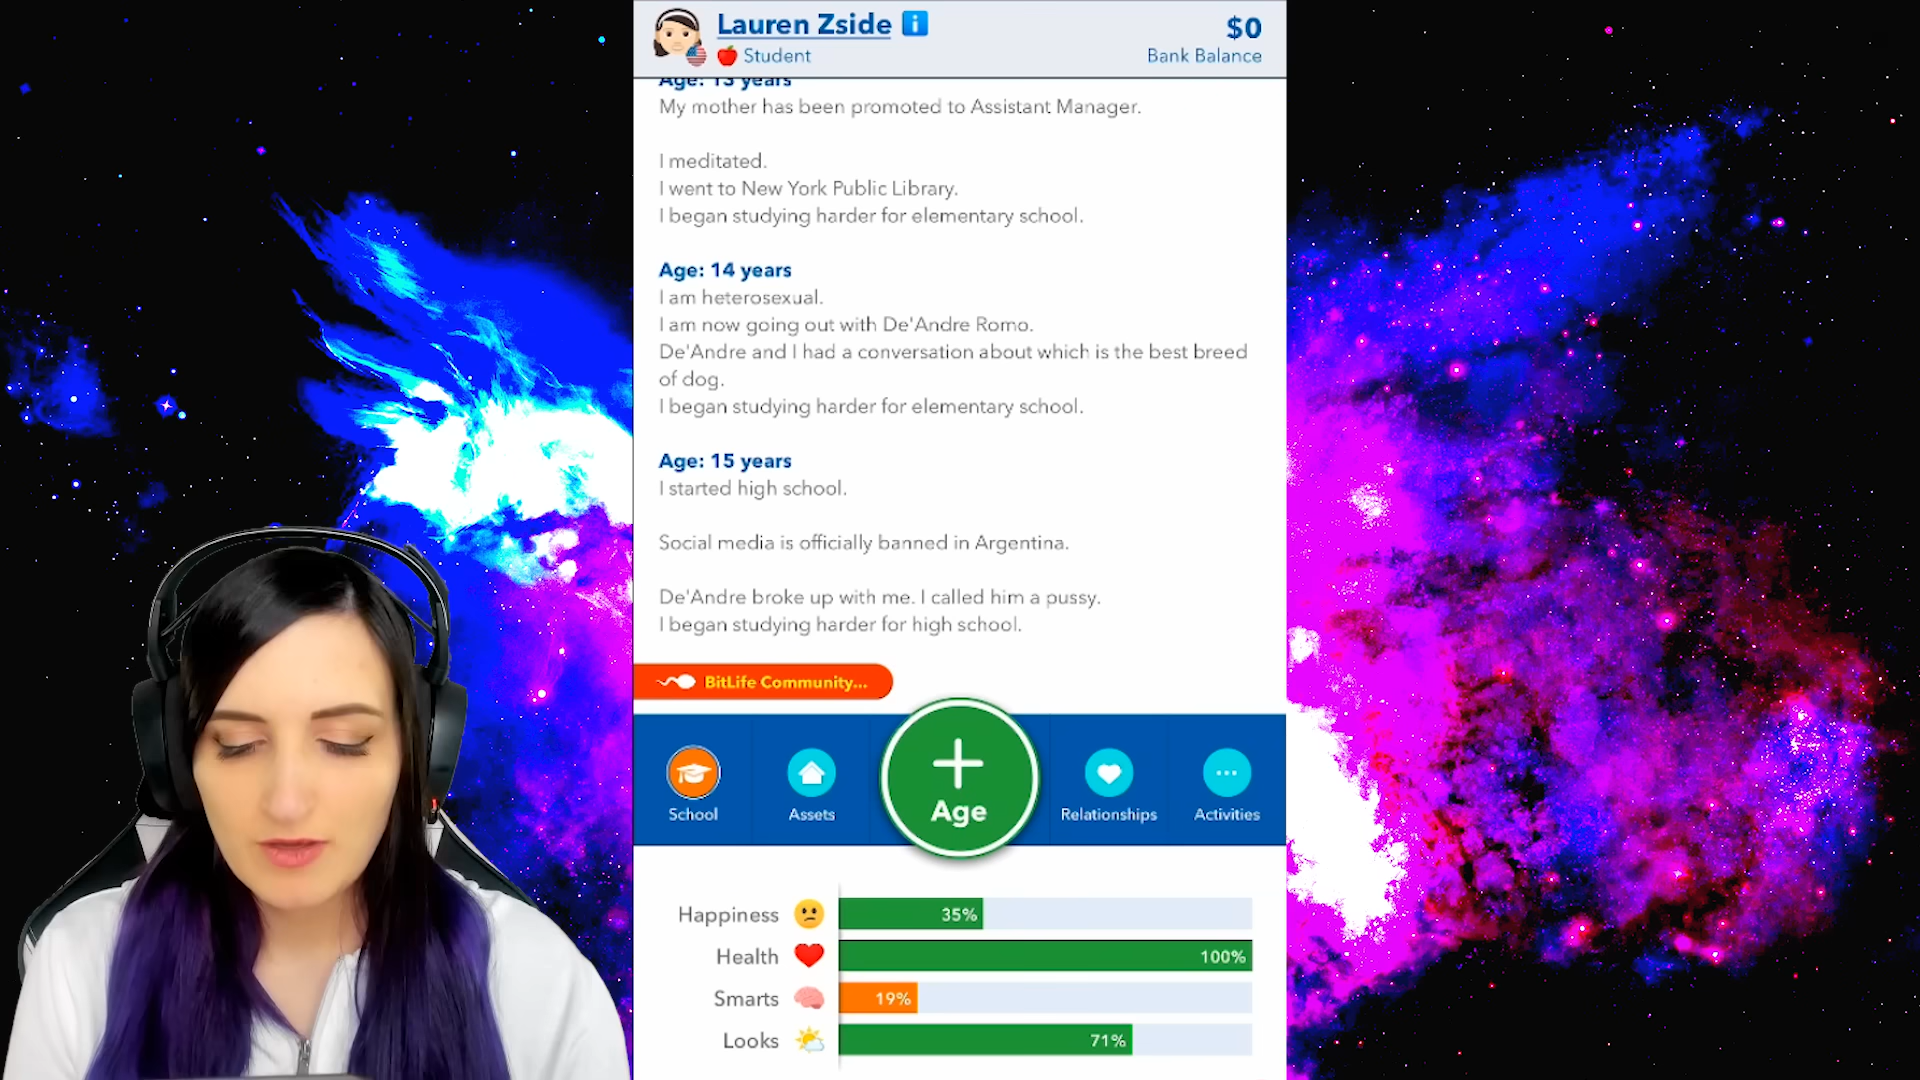 Lauren Zside
$0
Student
Bank Balance
Age: 13 years
My mother has been promoted to Assistant Manager.
I meditated.
I went to New York Public Library.
I began studying harder for elementary school.
Age: 14 years
I am heterosexual.
I am now going out with De'Andre Romo.
De'Andre and I had a conversation about which is the best breed
of dog.
I began studying harder for elementary school.
Age: 15 years
I started high school.
Social media is officially banned in Argentina.
De'Andre broke up with me. I called him a pussy.
I began studying harder for high school.
BitLife Community...
School
Assets
Age
Relationships
Activities
Happiness 35%
Health 100%
Smarts 19%
Looks 71%